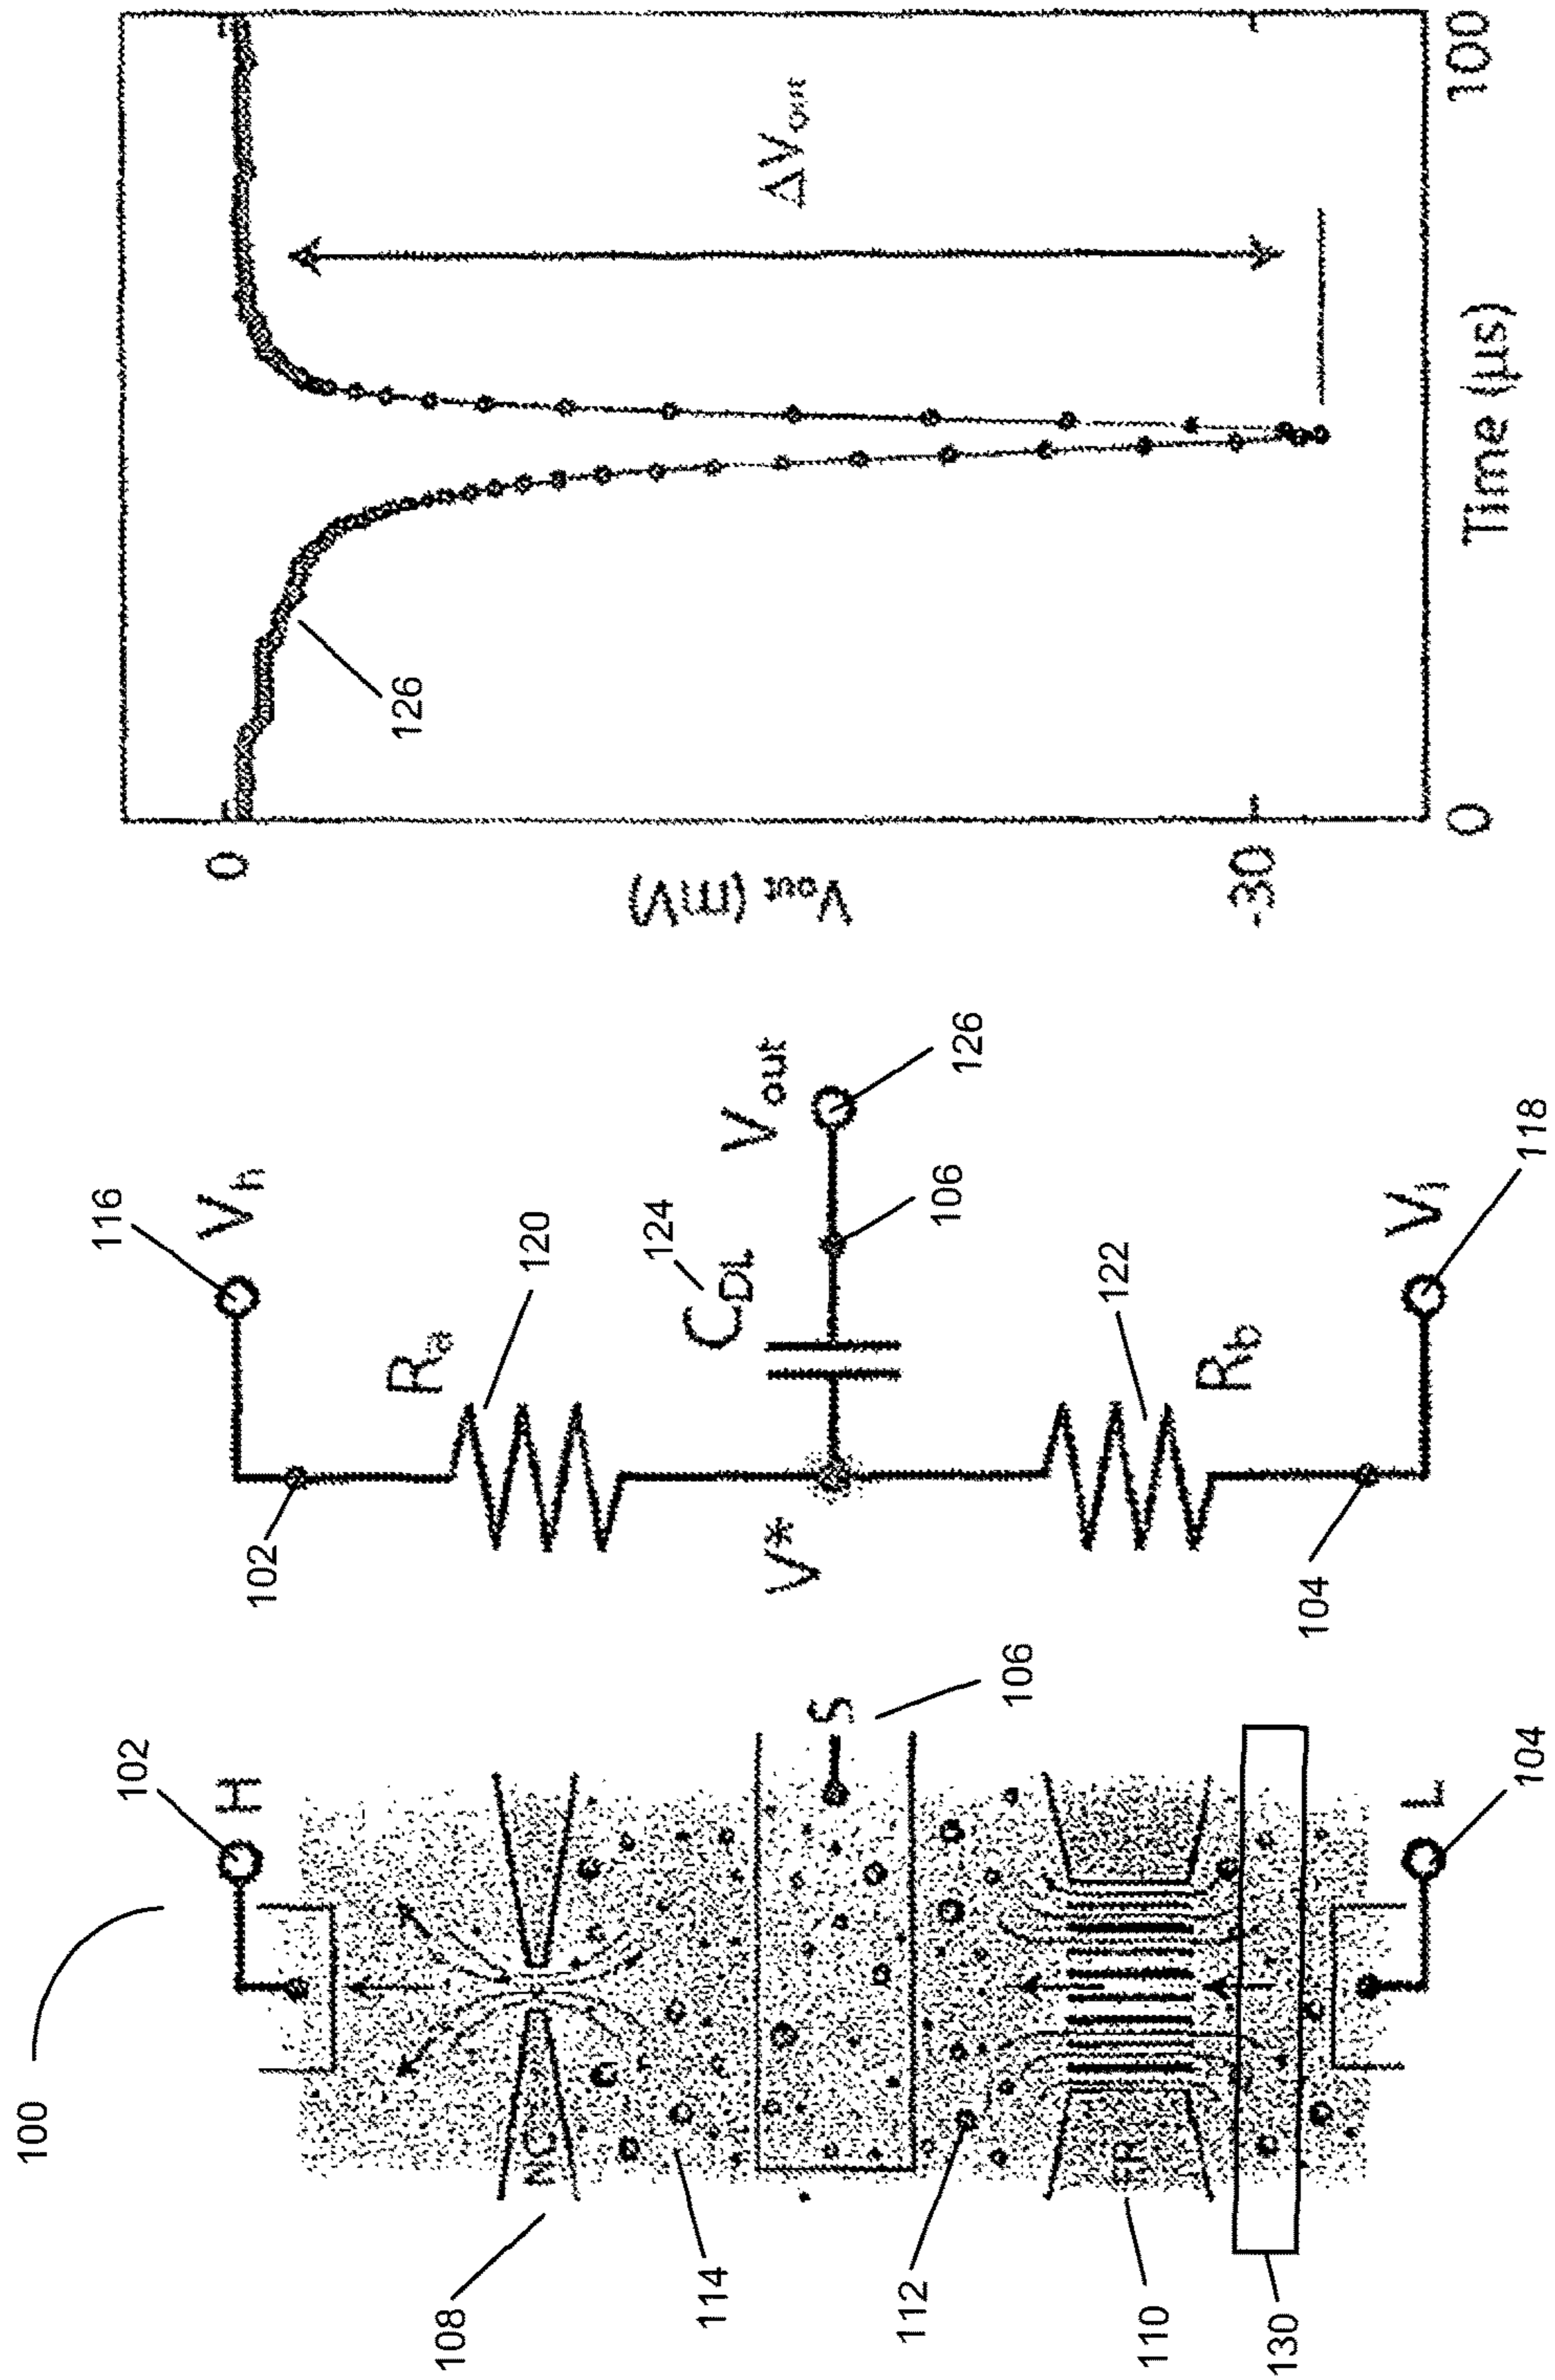 100
102
H
108
NC
114
S
106
112
110
FR
130
L
104
116
Vh
102
Ra
120
V*
CDL
124
Vout
106
126
Rb
122
104
Vl
118
0
Vout (mV)
-30
126
ΔVout
0
Time (µs)
100